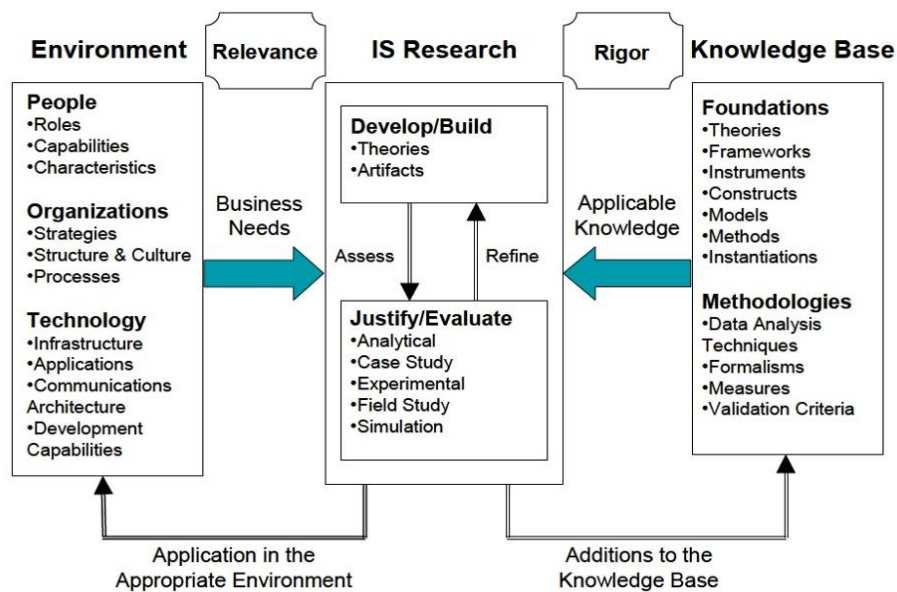 Environment
Relevance
IS Research
Rigor
Knowledge Base
People
•Roles
•Capabilities
•Characteristics
Organizations
•Strategies
•Structure & Culture
•Processes
Technology
•Infrastructure
•Applications
•Communications
Architecture
•Development
Capabilities
Business
Needs
Develop/Build
•Theories
•Artifacts
Assess
Refine
Justify/Evaluate
•Analytical
•Case Study
•Experimental
•Field Study
•Simulation
Applicable
Knowledge
Foundations
•Theories
•Frameworks
•Instruments
•Constructs
•Models
•Methods
•Instantiations
Methodologies
•Data Analysis
Techniques
•Formalisms
•Measures
•Validation Criteria
Application in the
Appropriate Environment
Additions to the
Knowledge Base